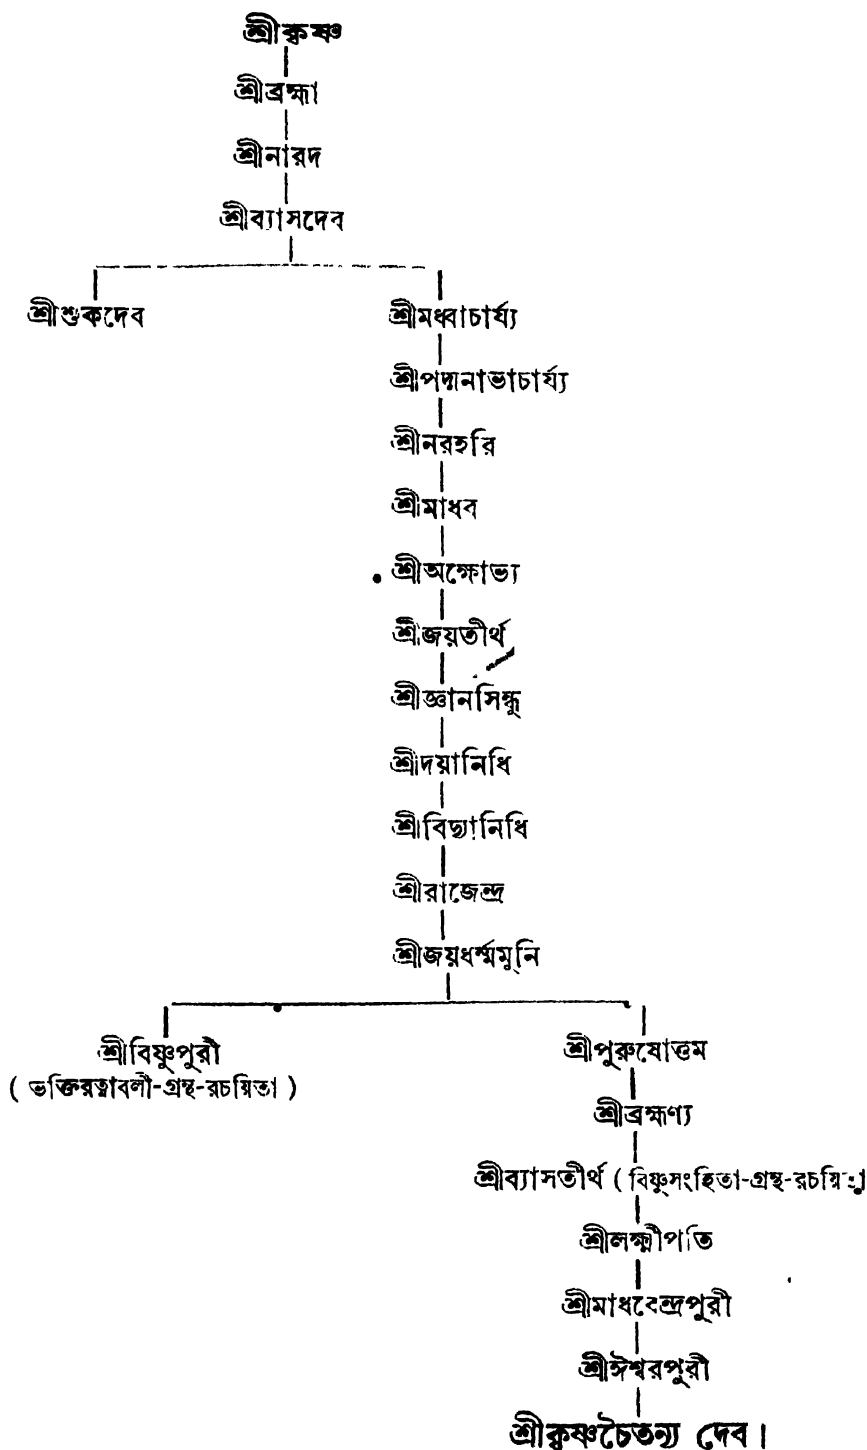 শ্রীকৃষ্ণ
শ্রীব্রহ্মা
শ্রীনারদ
শ্রীব্যাসদেব
শ্রীশুকদেব শ্রীমধ্বাচার্য্য
শ্রীপদ্মনাভাচার্য্য
শ্রীনরহরি
শ্রীমাধব
শ্রীঅক্ষোভ্য
শ্রীজয়তীর্থ
শ্রীজ্ঞানসিন্ধু
শ্রীদয়ানিধি
শ্রীবিদ্যানিধি
শ্রীরাজেন্দ্র
শ্রীজয়ধর্ম্মমুনি
শ্রীবিষ্ণুপুরী শ্রীপুরুষোত্তম
( ভক্তিরত্নাবলী-গ্রন্থ-রচয়িতা )
শ্রীব্রহ্মণ্য
শ্রীব্যাসতীর্থ ( বিষ্ণুসংহিতা-গ্রন্থ-রচয়িতা
শ্রীলক্ষ্মীপতি
শ্রীমাধবেন্দ্রপুরী
শ্রীঈশ্বরপুরী
শ্রীকৃষ্ণচৈতন্য দেব।